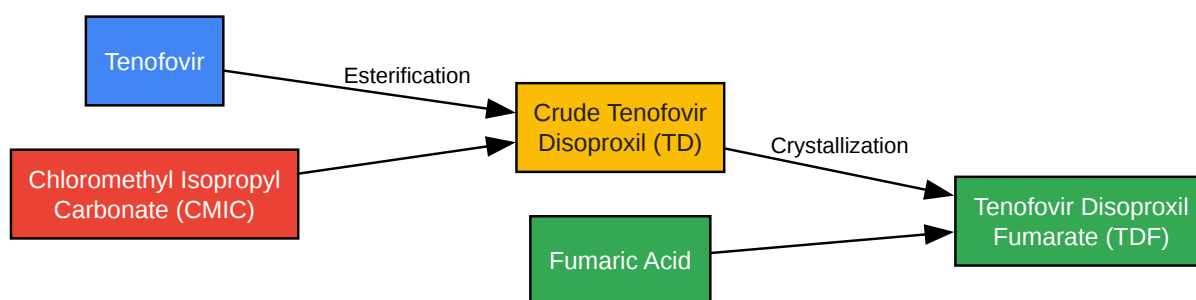 Tenofovir
Esterification
Crude Tenofovir
Disoproxil (TD)
Chloromethyl Isopropyl
Carbonate (CMIC)
Crystallization
Tenofovir Disoproxil
Fumarate (TDF)
Fumaric Acid